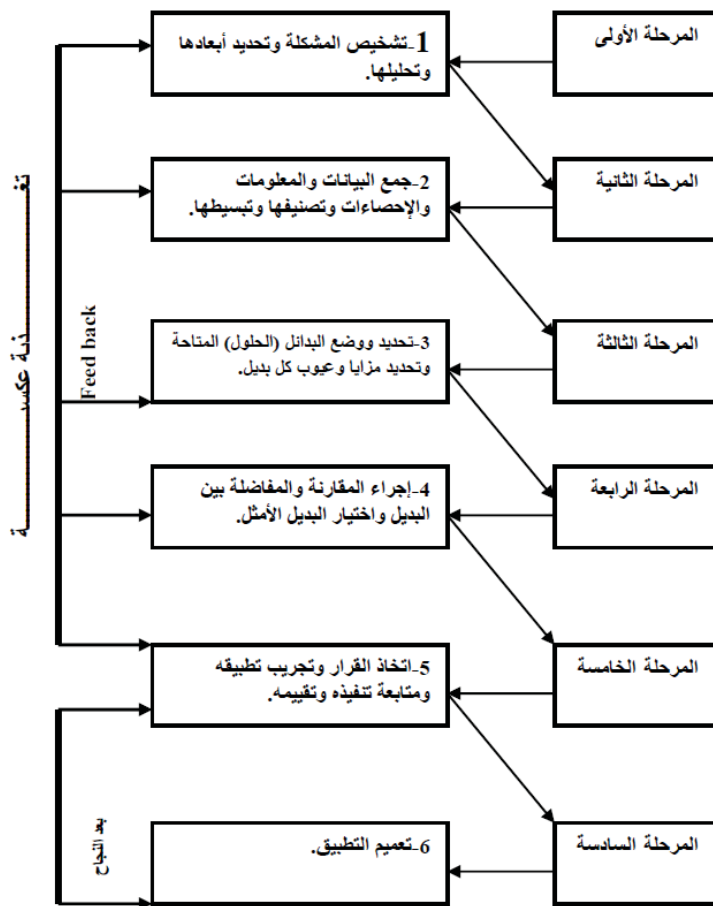 المرحلة الأولى
1-تشخيص المشكلة وتحديد أبعادها
وتحليلها.
المرحلة الثانية
2-جمع البيانات والمعلومات
والإحصاءات وتصنيفها وتبسيطها.
المرحلة الثالثة
3-تحديد ووضع البدائل (الحلول) المتاحة
وتحديد مزايا وعيوب كل بديل.
المرحلة الرابعة
4-إجراء المقارنة والمفاضلة بين
البديل واختيار البديل الأمثل.
المرحلة الخامسة
5-اتخاذ القرار وتجريب تطبيقه
ومتابعة تنفيذه وتقييمه.
المرحلة السادسة
6-تعميم التطبيق.
Feed back
تغـــــــذية عكســـــــة
بعد النجاح